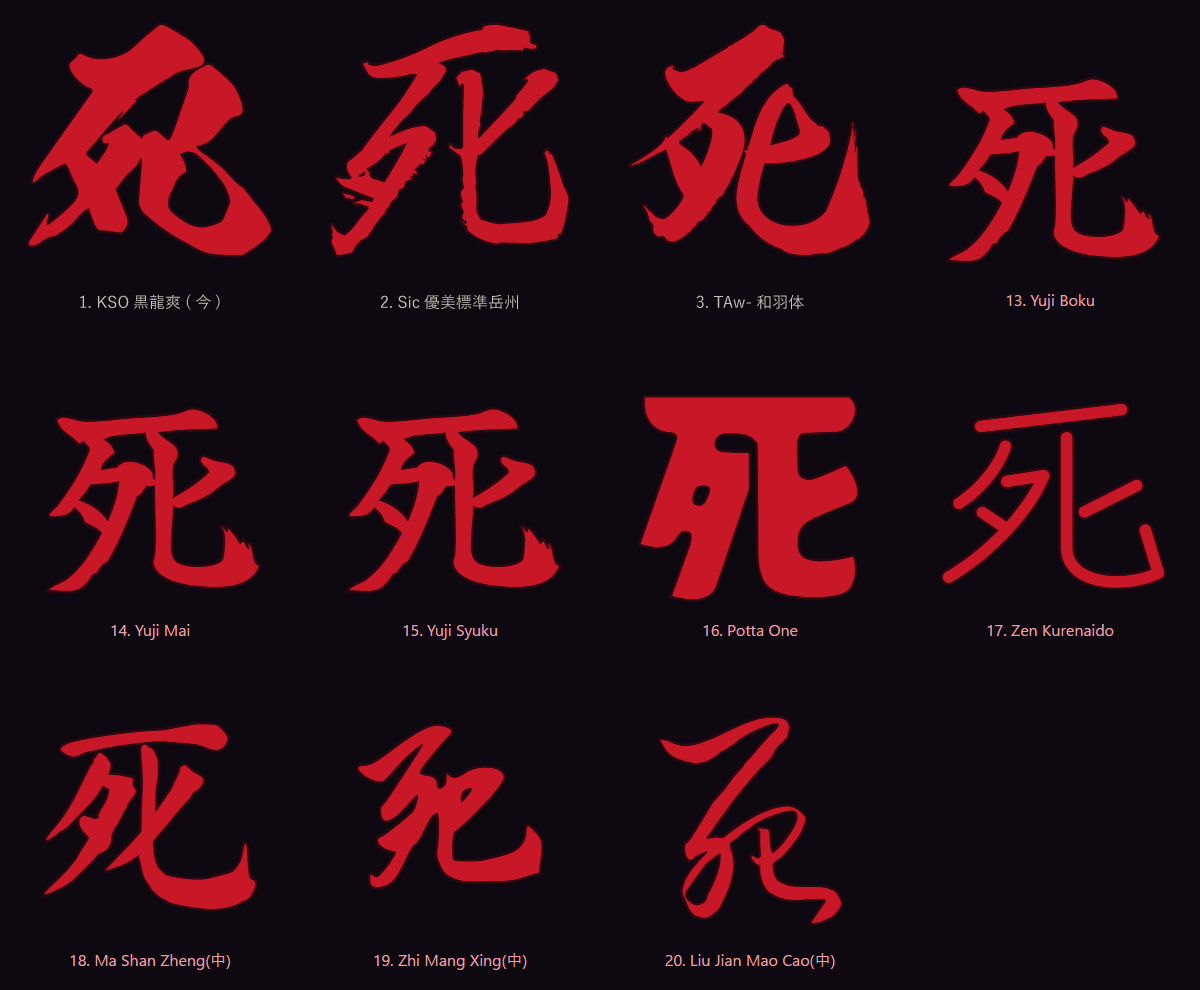 死 死 死 死
1. KSO 黒龍爽 ( 今 ) 2. Sic 優美標準岳州 3. TAw- 和羽体 13. Yuji Boku
死 死 死 死
14. Yuji Mai 15. Yuji Syuku 16. Potta One 17. Zen Kurenaido
死 死 死
18. Ma Shan Zheng(中) 19. Zhi Mang Xing(中) 20. Liu Jian Mao Cao(中)